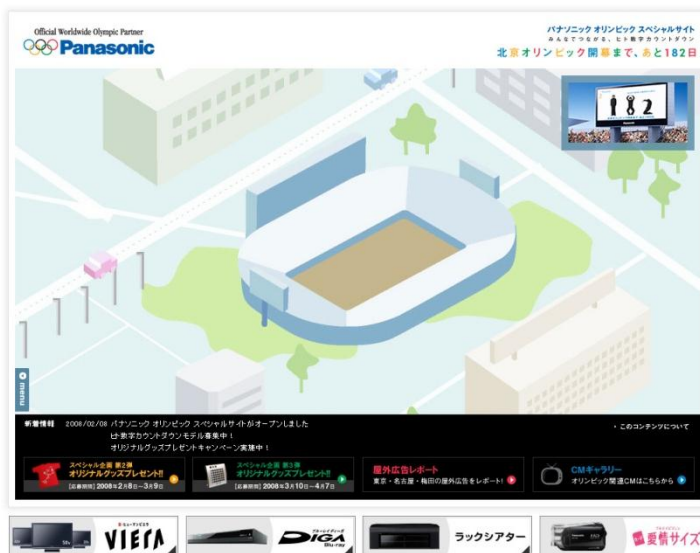 Official Worldwide Olympic Partner
Panasonic
パナソニック オリンピック スペシャルサイト
みんなでつながる、ヒト数字カウントダウン
北京オリンピック開幕まで、あと182日
182
Panasonic
menu
新着情報 2008/02/08 パナソニック オリンピック スペシャルサイトがオープンしました
ヒト数字カウントダウンモデル募集中！
オリジナルグッズプレゼントキャンペーン実施中！
このコンテンツについて
スペシャル企画 第2弾
オリジナルグッズプレゼント!!
[応募期間] 2008年2月8日～3月9日
スペシャル企画 第3弾
オリジナルグッズプレゼント!!
[応募期間] 2008年3月10日～4月7日
屋外広告レポート
東京・名古屋・梅田の屋外広告をレポート!
CMギャラリー
オリンピック関連CMはこちらから
VIERA
ブルーレイディーガ
DIGA
Blu-ray
ラックシアター
愛情サイズ